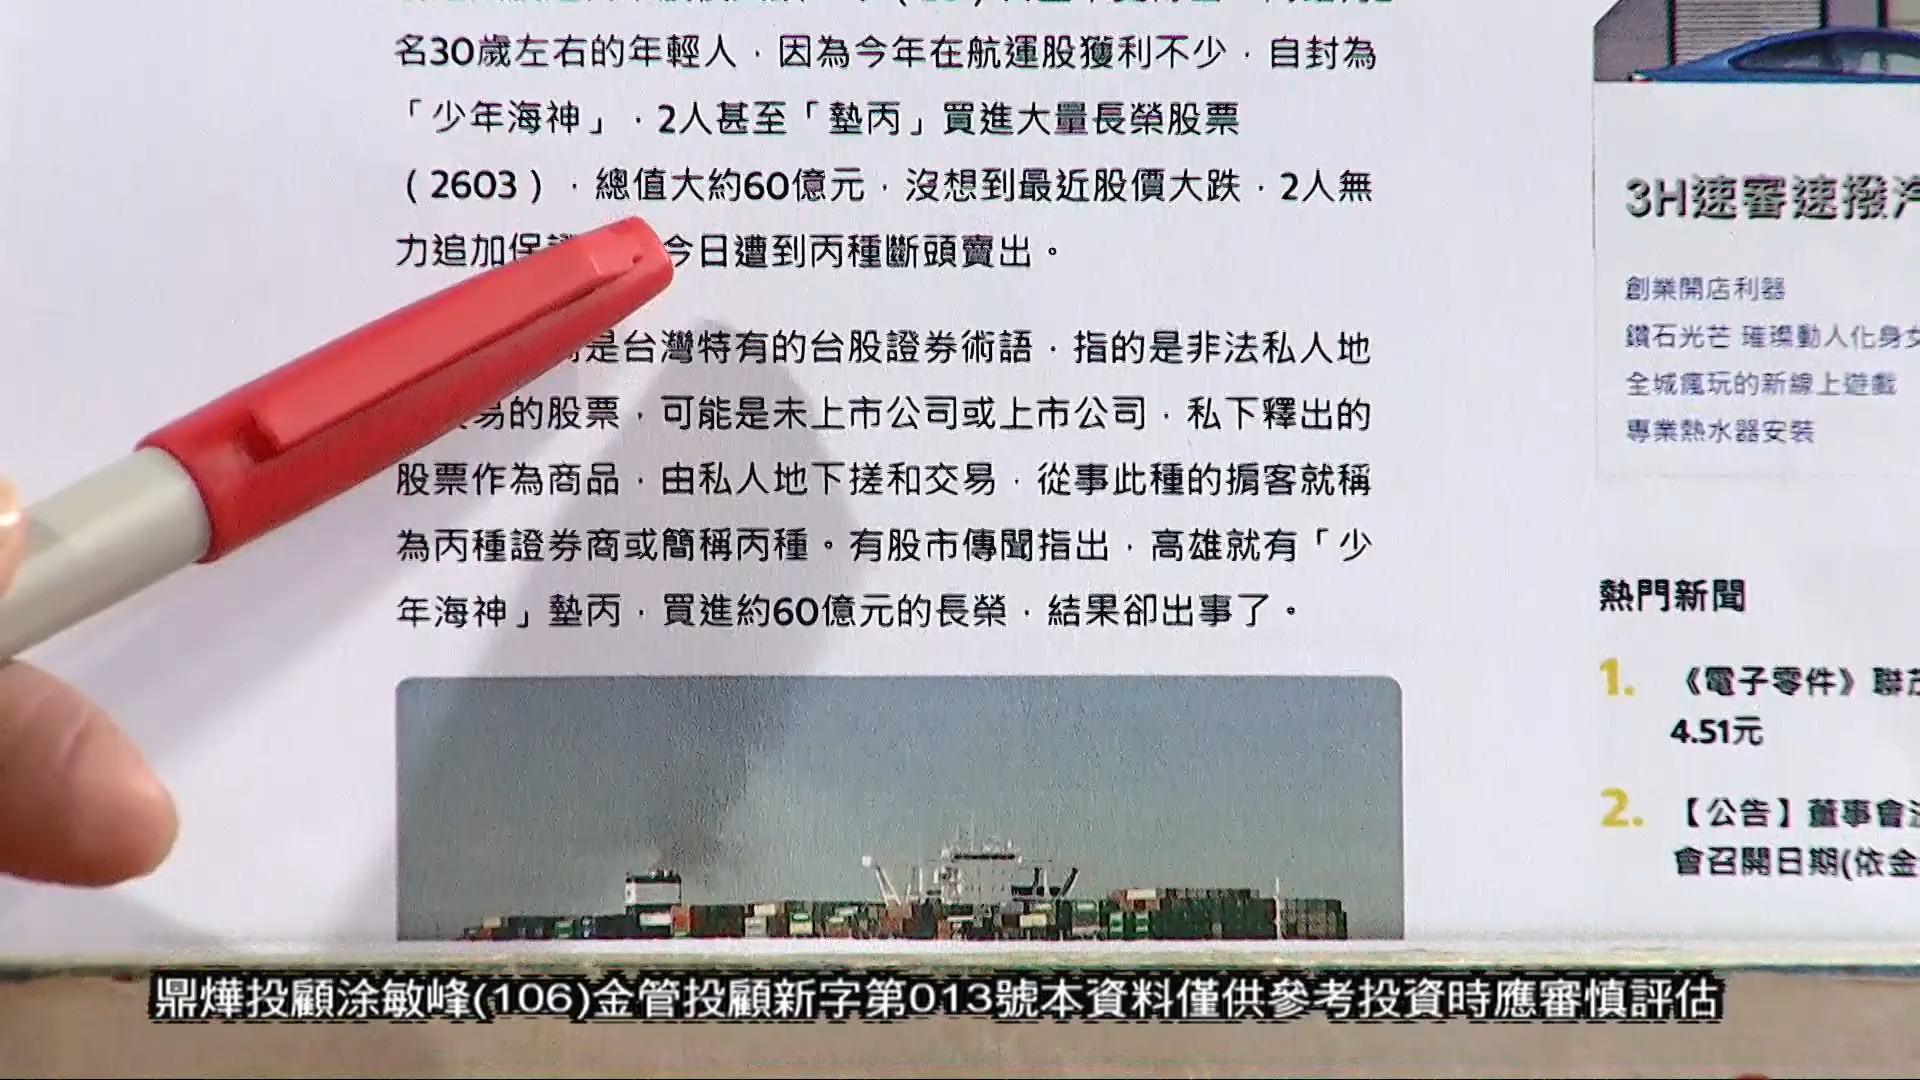 名30歲左右的年輕人，因為今年在航運股獲利不少，自封為
「少年海神」，2人甚至「墊丙」買進大量長榮股票
（2603），總值大約60億元，沒想到最近股價大跌，2人無
力追加保 今日遭到丙種斷頭賣出。
是台灣特有的台股證券術語，指的是非法私人地
易的股票，可能是未上市公司或上市公司，私下釋出的
股票作為商品，由私人地下搓和交易，從事此種的掮客就稱
為丙種證券商或簡稱丙種。有股市傳聞指出，高雄就有「少
年海神」墊丙，買進約60億元的長榮，結果卻出事了。
3H速審速撥
創業開店利器
鑽石光芒 璀璨動人化身
全城瘋玩的新線上遊戲
專業熱水器安裝
熱門新聞
1. 《電子零件》聯
4.51元
2. 【公告】董事會
會召開日期(依金
鼎燁投顧涂敏峰(106)金管投顧新字第013號本資料僅供參考投資時應審慎評估